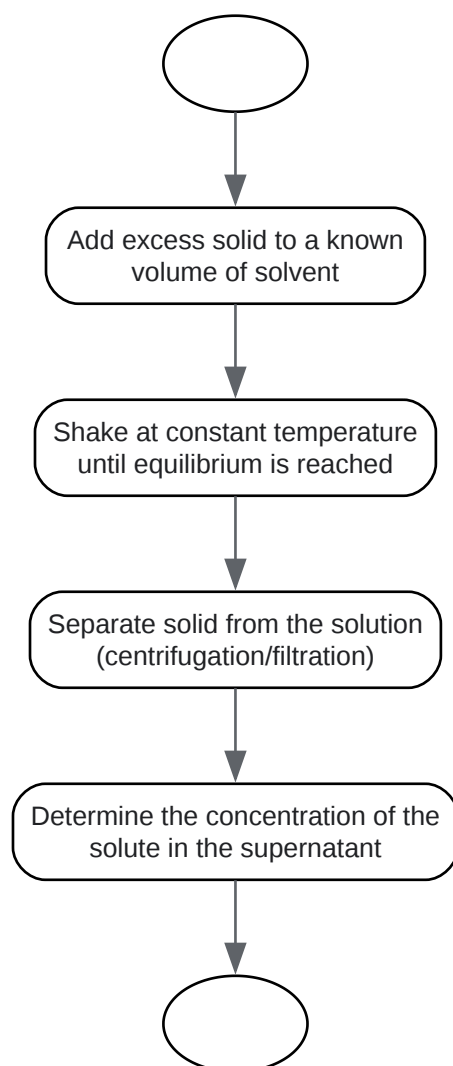 Add excess solid to a known
volume of solvent
Shake at constant temperature
until equilibrium is reached
Separate solid from the solution
(centrifugation/filtration)
Determine the concentration of the
solute in the supernatant